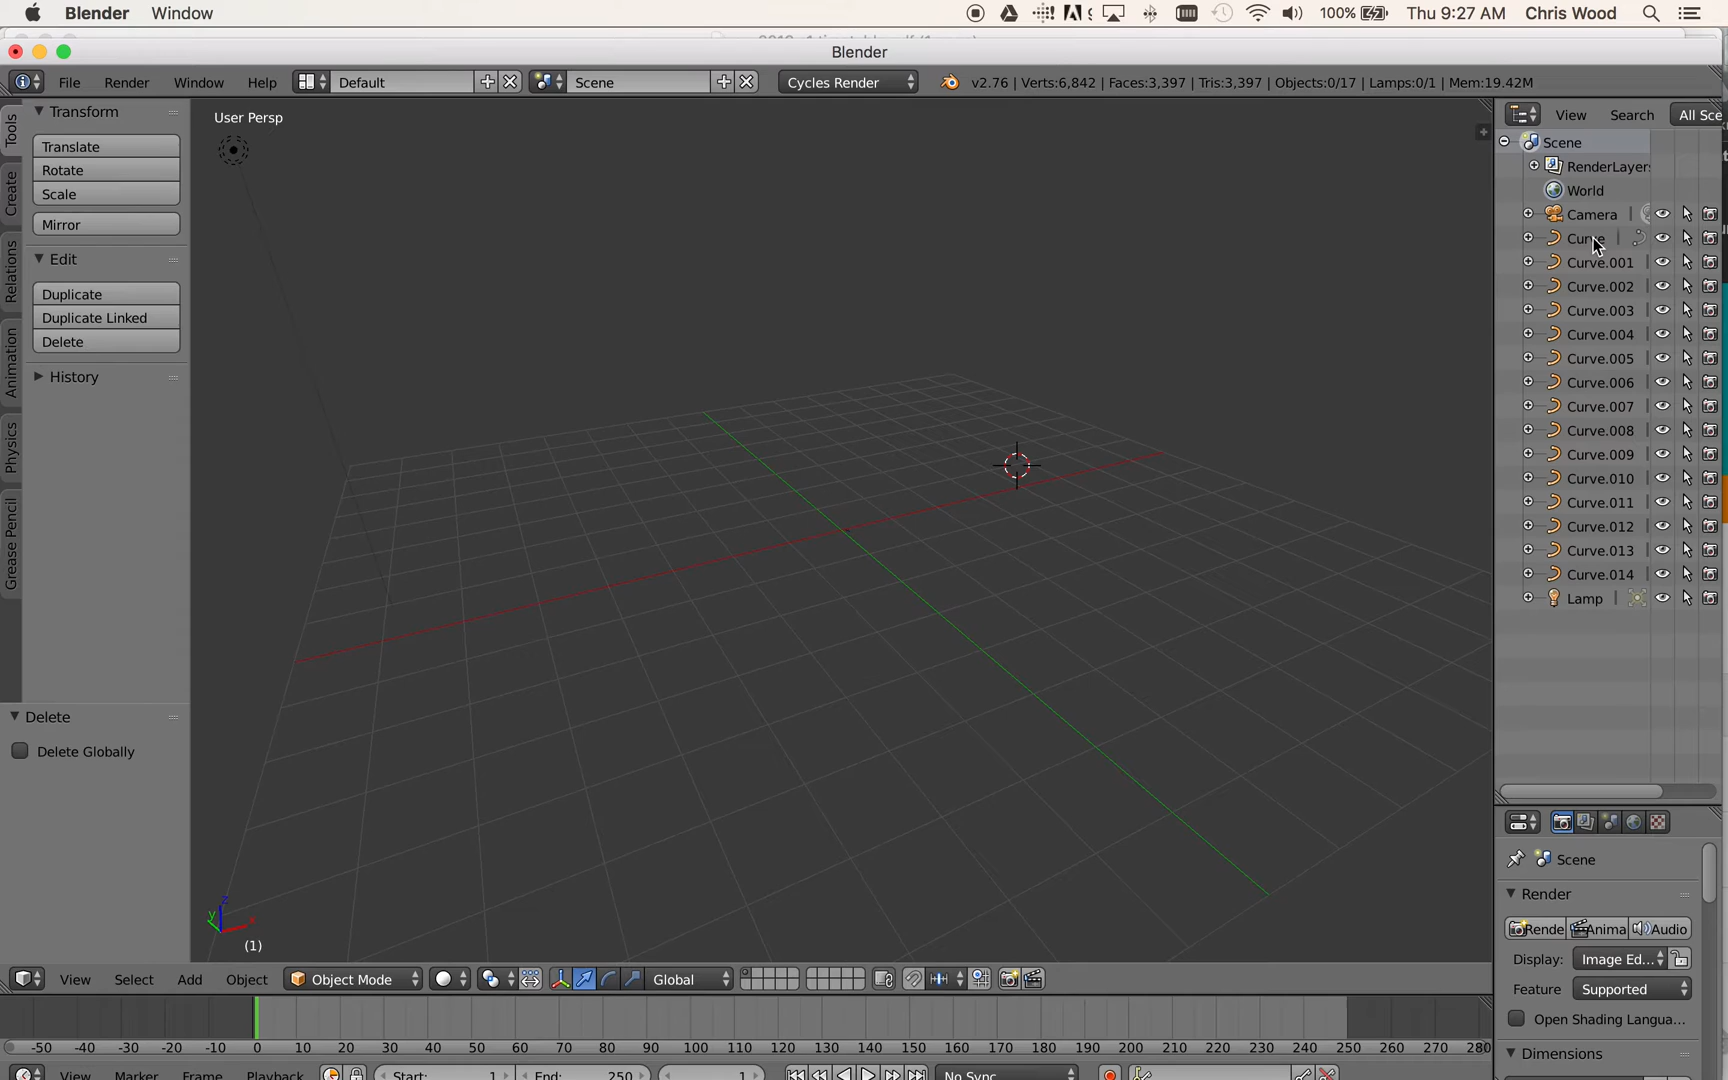 Blender Window 100% Thu 9:27 AM Chris Wood
Blender
File Render Window Help Default Scene Cycles Render v2.76 | Verts:6,842 | Faces:3,397 | Tris:3,397 | Objects:0/17 | Lamps:0/1 | Mem:19.42M
Tools
Create
Relations
Animation
Physics
Grease Pencil
Transform
Translate
Rotate
Scale
Mirror
Edit
Duplicate
Duplicate Linked
Delete
History
Delete
Delete Globally
User Persp
z
y
x
(1)
View Search All Sce
Scene
RenderLayer
World
Camera
Curve
Curve.001
Curve.002
Curve.003
Curve.004
Curve.005
Curve.006
Curve.007
Curve.008
Curve.009
Curve.010
Curve.011
Curve.012
Curve.013
Curve.014
Lamp
Scene
Render
Rende Anima Audio
Display: Image Ed...
Feature Supported
Open Shading Langua...
Dimensions
View Select Add Object Object Mode Global
-50 -40 -30 -20 -10 0 10 20 30 40 50 60 70 80 90 100 110 120 130 140 150 160 170 180 190 200 210 220 230 240 250 260 270 280
View Marker Frame Playback Start: 1 End: 250 1 No Sync